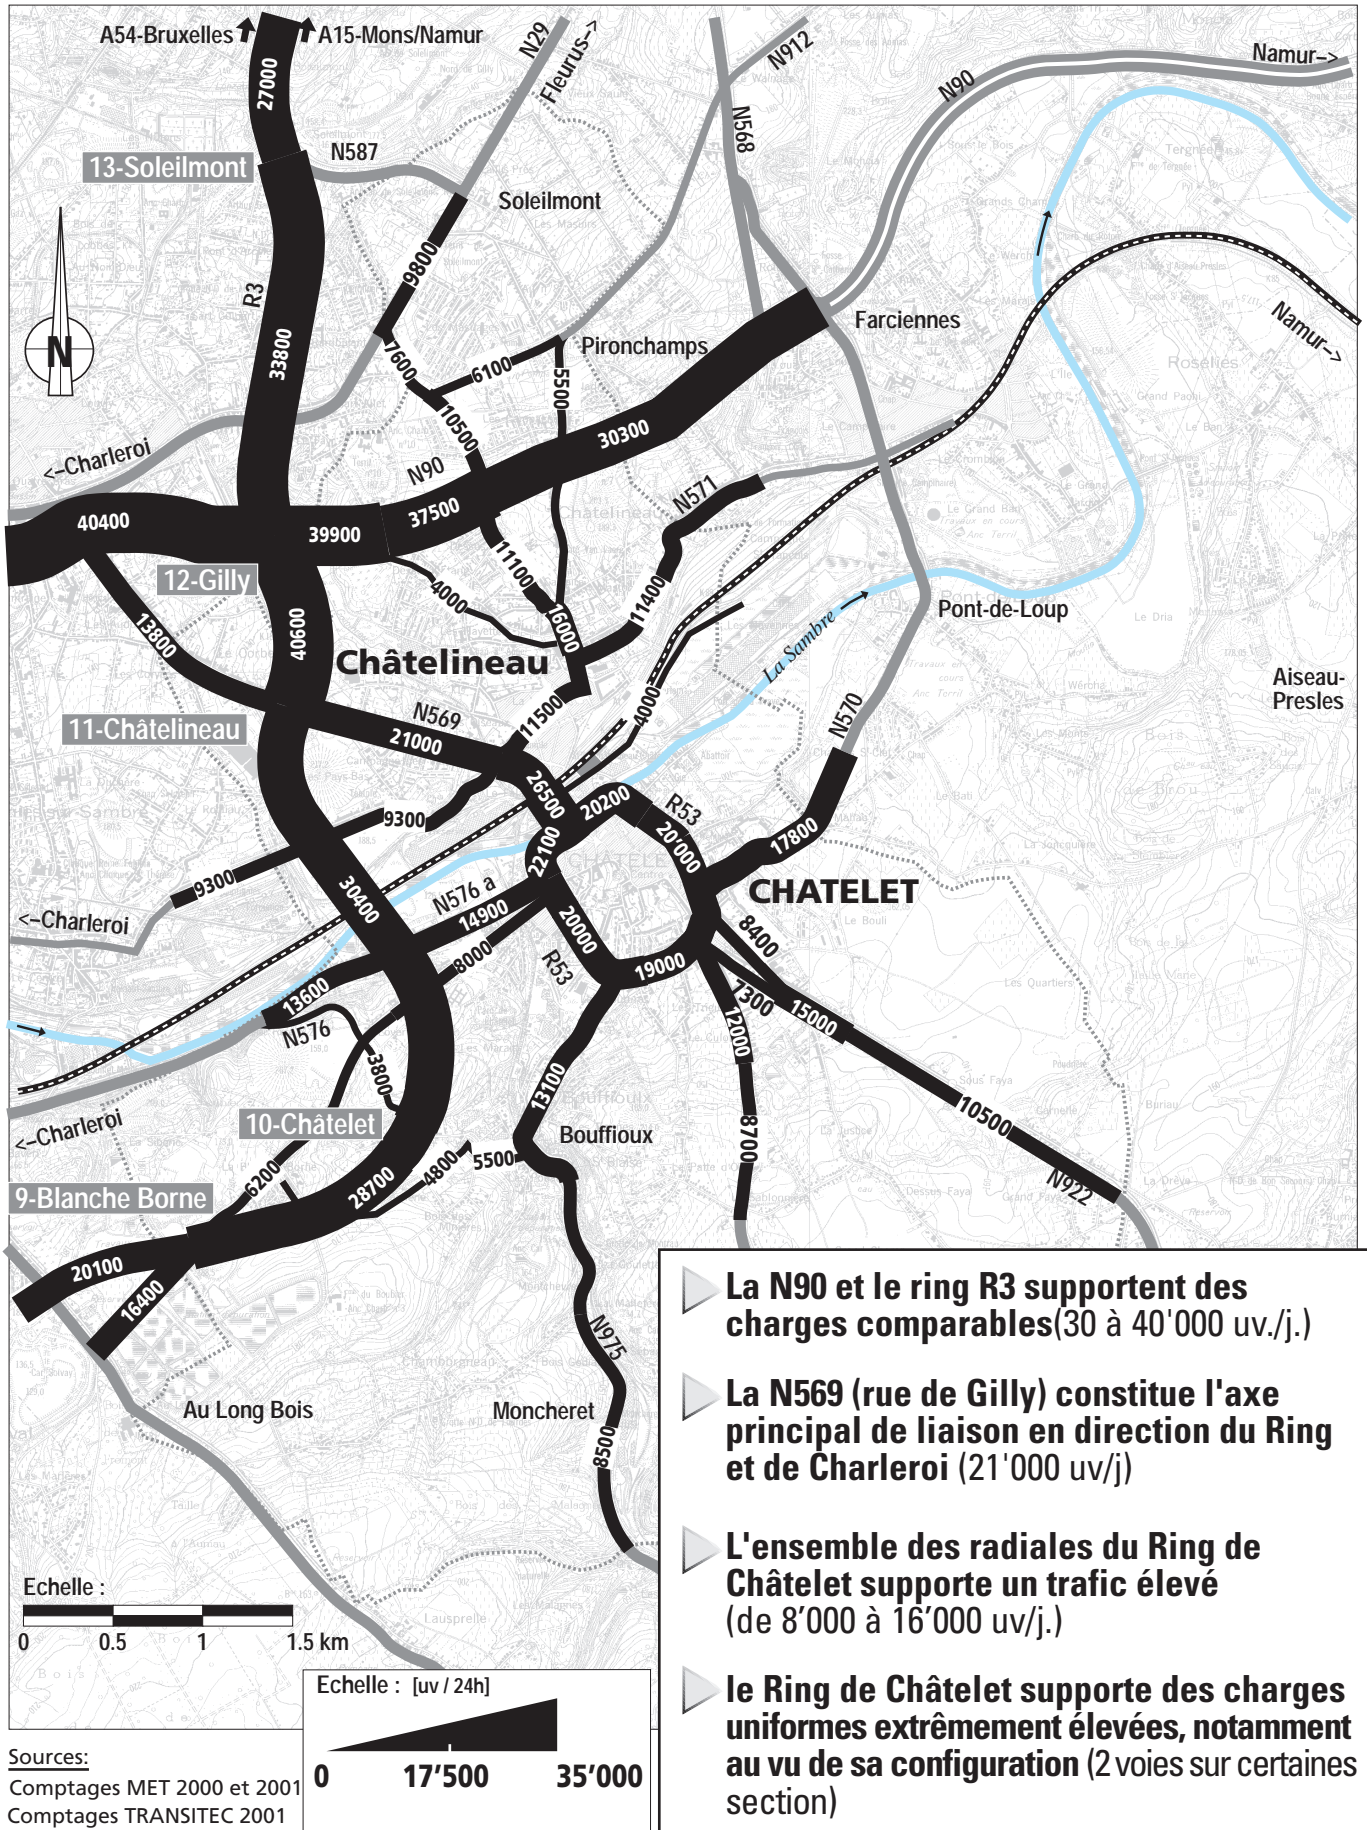 A54-Bruxelles
A15-Mons/Namur
N29
Fleurus–>
N912
N568
N90
Namur–>
27000
N587
13-Soleilmont
Soleilmont
N
R3
9800
33800
7600
6100
5500
Pironchamps
Farciennes
Namur–>
<–Charleroi
10500
N90
30300
40400
39900
37500
N571
12-Gilly
4000
11100
16000
11400
13800
40600
Châtelineau
La Sambre
Pont-de-Loup
Aiseau-
Presles
11-Châtelineau
N569
21000
11500
4000
N570
26500
20200
R53
9300
22100
20'000
17800
9300
30400
N576 a
14900
CHATELET
<–Charleroi
8000
20000
R53
19000
8400
7300
15000
12000
13600
N576
3800
13100
10-Châtelet
<–Charleroi
Bouffioux
8700
10500
N922
6200
4800
5500
28700
9-Blanche Borne
20100
16400
N975
Au Long Bois
Moncheret
8500
La N90 et le ring R3 supportent des
charges comparables(30 à 40'000 uv./j.)
La N569 (rue de Gilly) constitue l'axe
principal de liaison en direction du Ring
et de Charleroi (21'000 uv/j)
L'ensemble des radiales du Ring de
Châtelet supporte un trafic élevé
(de 8’000 à 16’000 uv/j.)
le Ring de Châtelet supporte des charges
uniformes extrêmement élevées, notamment
au vu de sa configuration (2 voies sur certaines
section)
Echelle :
0 0.5 1 1.5 km
Echelle : [uv / 24h]
0 17’500 35’000
Sources:
Comptages MET 2000 et 2001
Comptages TRANSITEC 2001